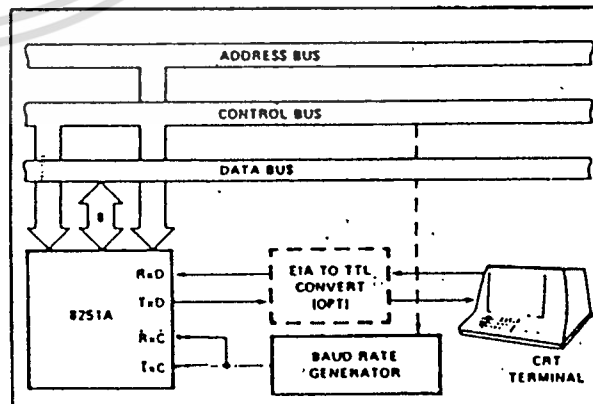 ADDRESS BUS
CONTROL BUS
DATA BUS
8
8251A
RxD
TxD
RxC
TxC
EIA TO TTL
CONVERT
(OPT)
BAUD RATE
GENERATOR
CRT
TERMINAL